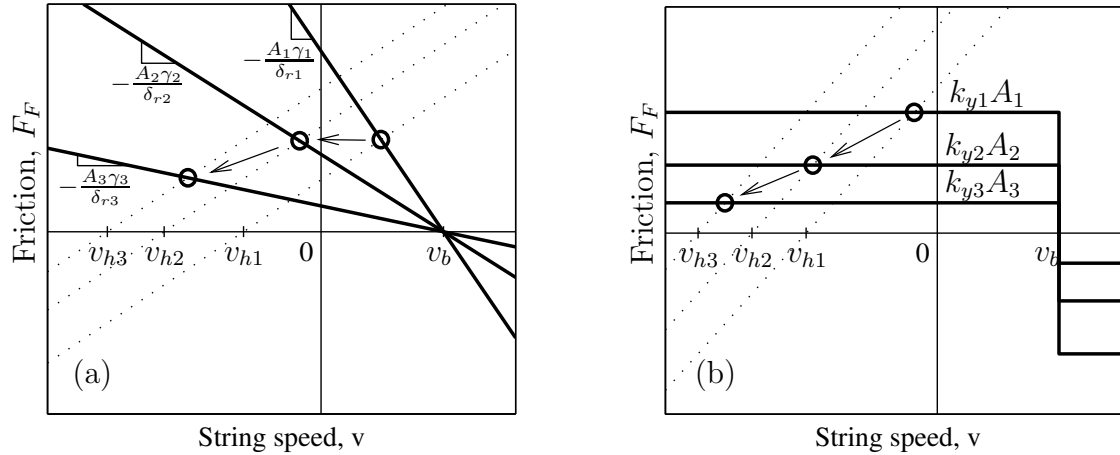 Friction, F_F
-\frac{A_1\gamma_1}{\delta_{r1}}
-\frac{A_2\gamma_2}{\delta_{r2}}
-\frac{A_3\gamma_3}{\delta_{r3}}
v_{h3} v_{h2} v_{h1} 0 v_b
(a)
String speed, v
Friction, F_F
k_{y1}A_1
k_{y2}A_2
k_{y3}A_3
v_{h3} v_{h2} v_{h1} 0 v_b
(b)
String speed, v